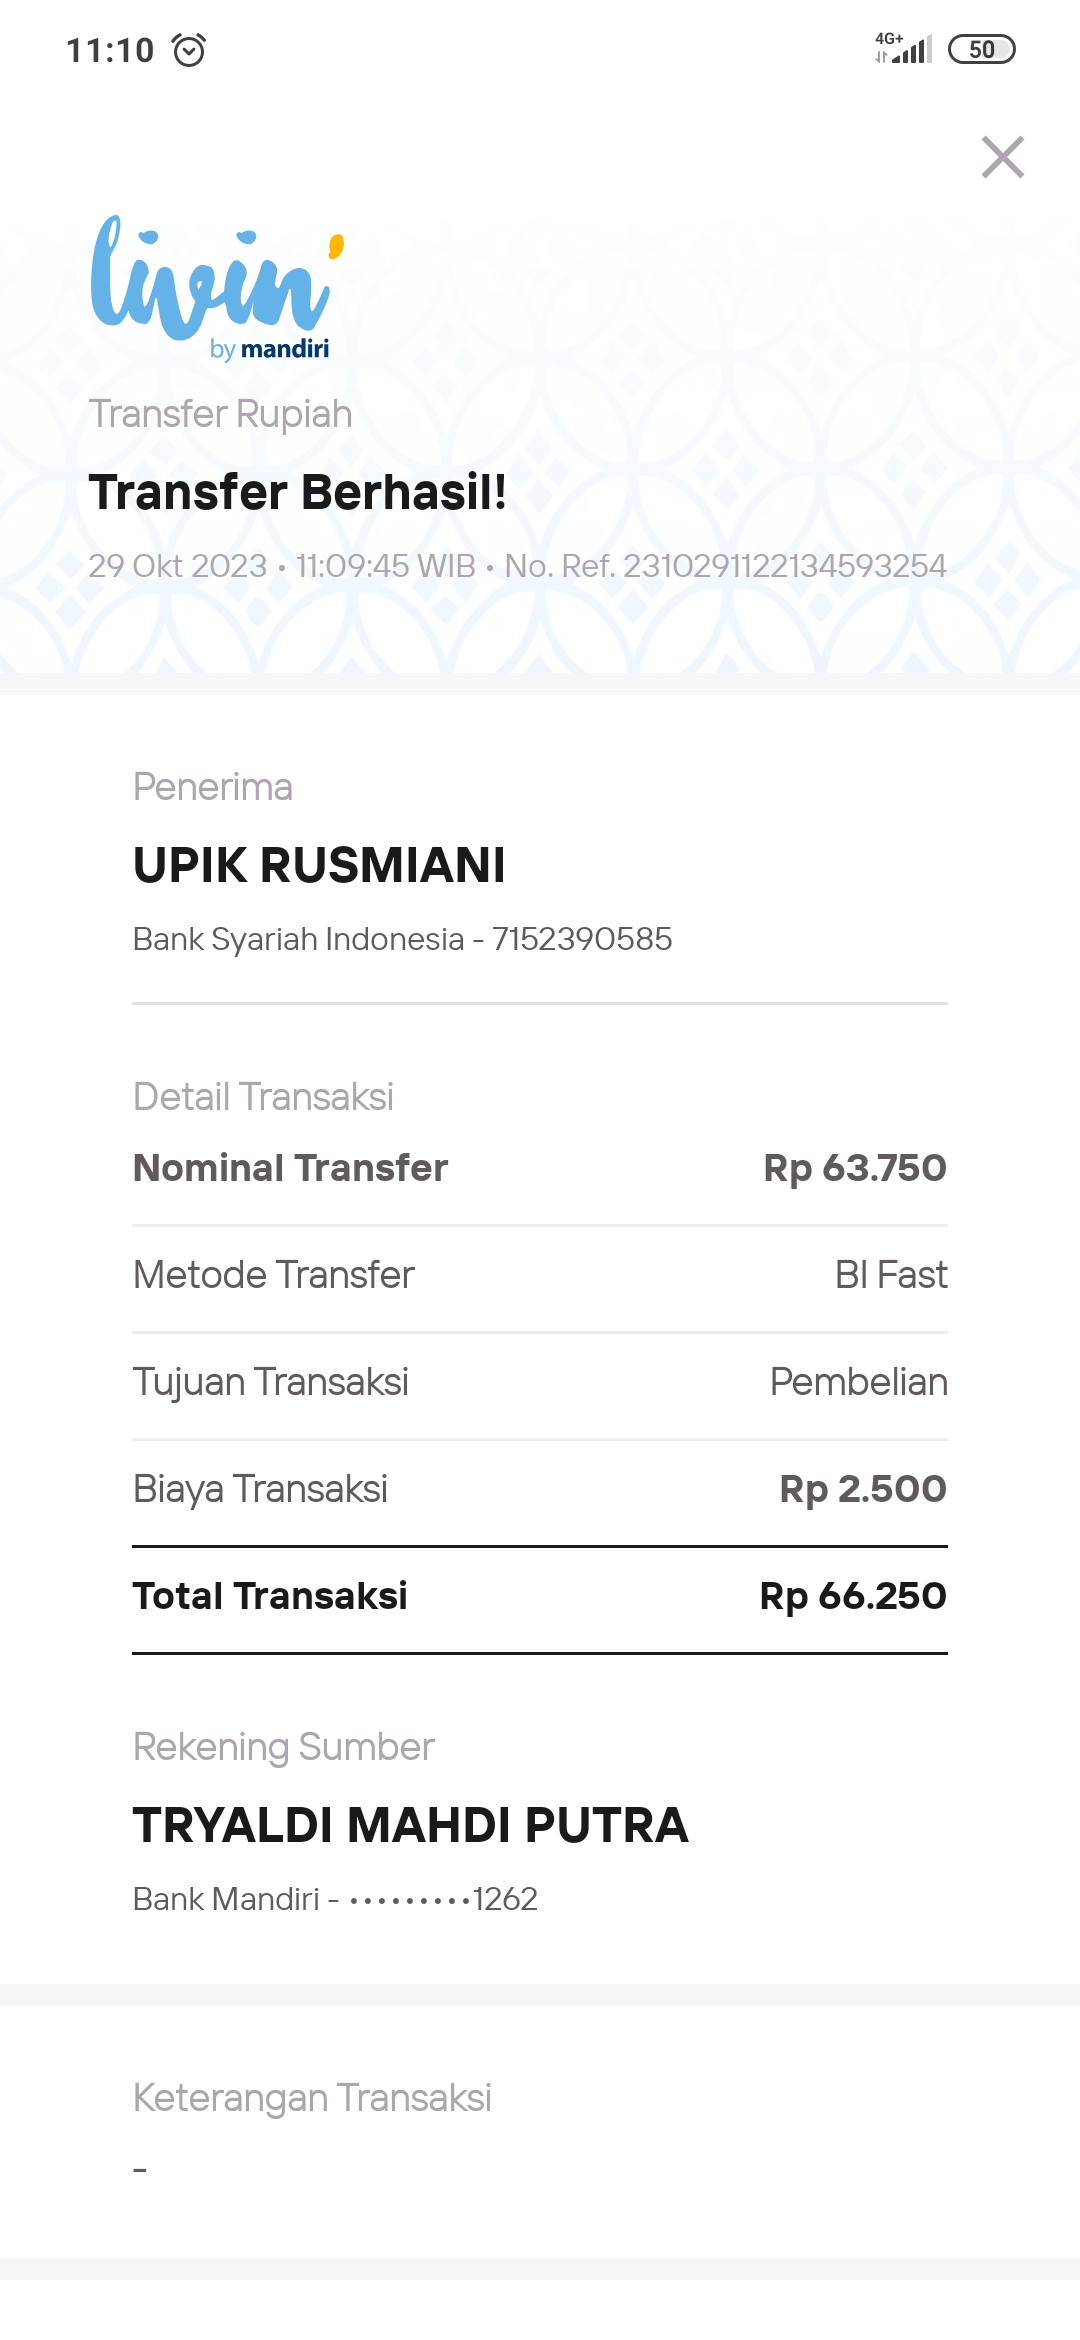 11:10 4G+ 50
livin'
by mandiri
Transfer Rupiah
Transfer Berhasil!
29 Okt 2023 • 11:09:45 WIB • No. Ref. 2310291122134593254
Penerima
UPIK RUSMIANI
Bank Syariah Indonesia - 7152390585
Detail Transaksi
Nominal Transfer Rp 63.750
Metode Transfer BI Fast
Tujuan Transaksi Pembelian
Biaya Transaksi Rp 2.500
Total Transaksi Rp 66.250
Rekening Sumber
TRYALDI MAHDI PUTRA
Bank Mandiri - •••••••••1262
Keterangan Transaksi
-